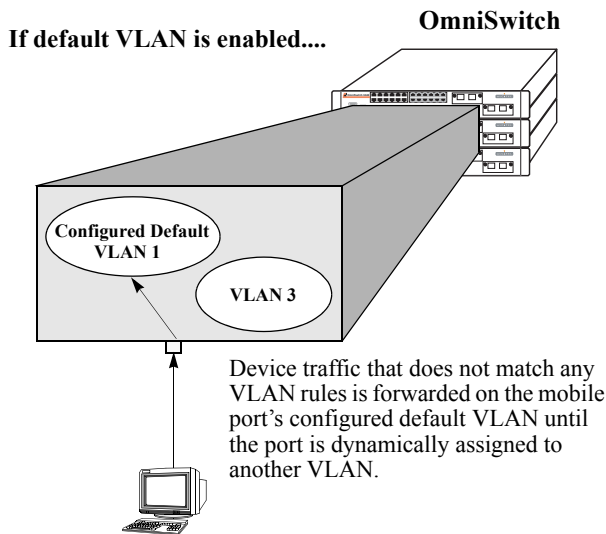 OmniSwitch
If default VLAN is enabled....
Configured Default
VLAN 1
VLAN 3
Device traffic that does not match any
VLAN rules is forwarded on the mobile
port's configured default VLAN until
the port is dynamically assigned to
another VLAN.